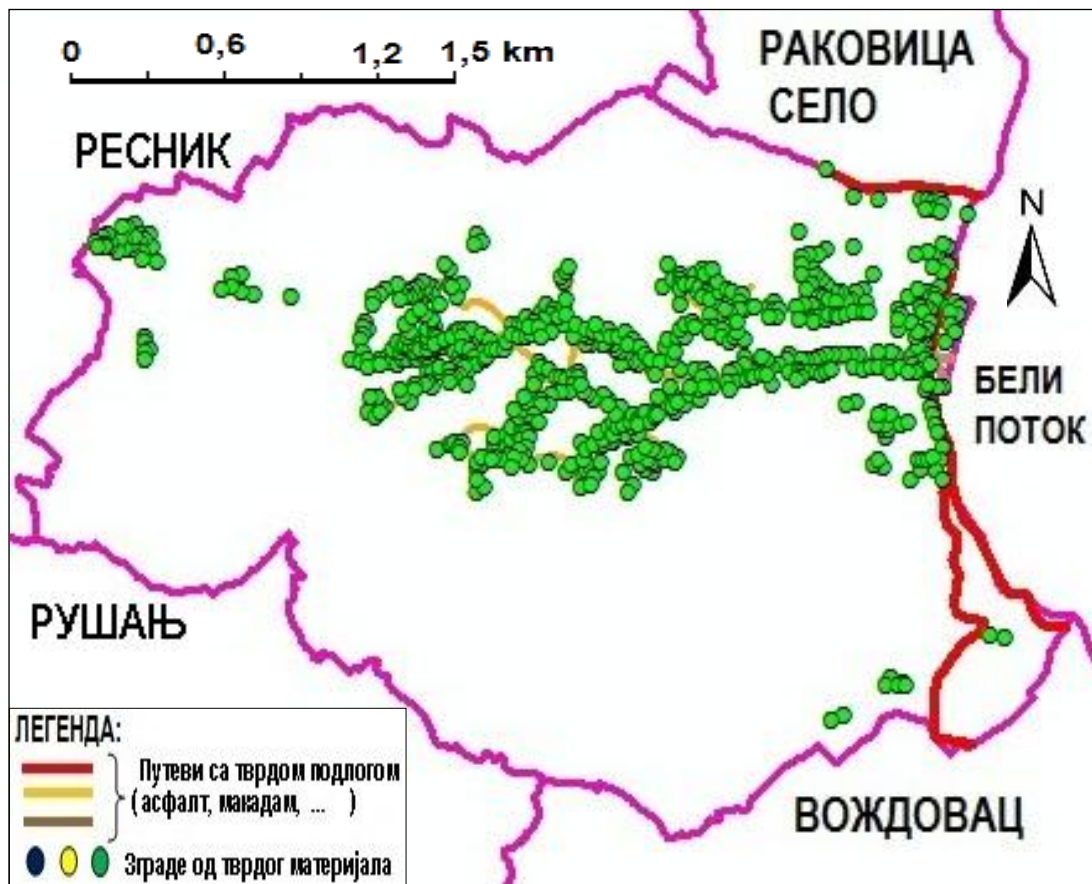 0 0,6 1,2 1,5 km
РАКОВИЦА
СЕЛО
РЕСНИК
N
БЕЛИ
ПОТОК
РУШАЊ
ВОЖДОВАЦ
ЛЕГЕНДА:
Путеви са тврдом подлогом
( асфалт, макадам, ... )
Зграде од тврдог материјала